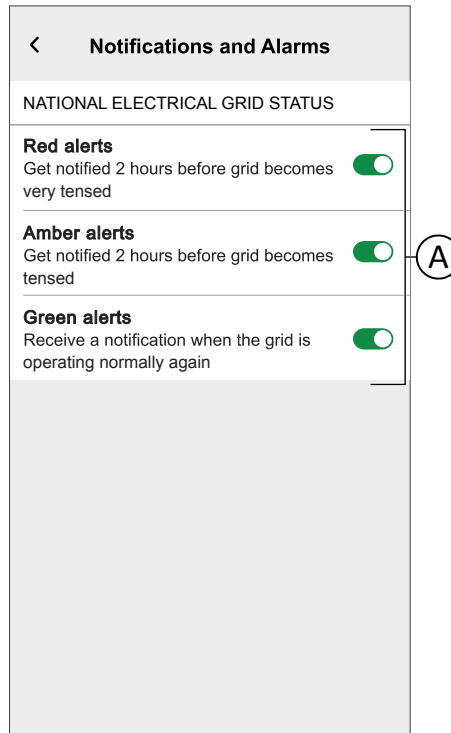 Notifications and Alarms
NATIONAL ELECTRICAL GRID STATUS
Red alerts
Get notified 2 hours before grid becomes
very tensed
Amber alerts
Get notified 2 hours before grid becomes
tensed
Green alerts
Receive a notification when the grid is
operating normally again
A